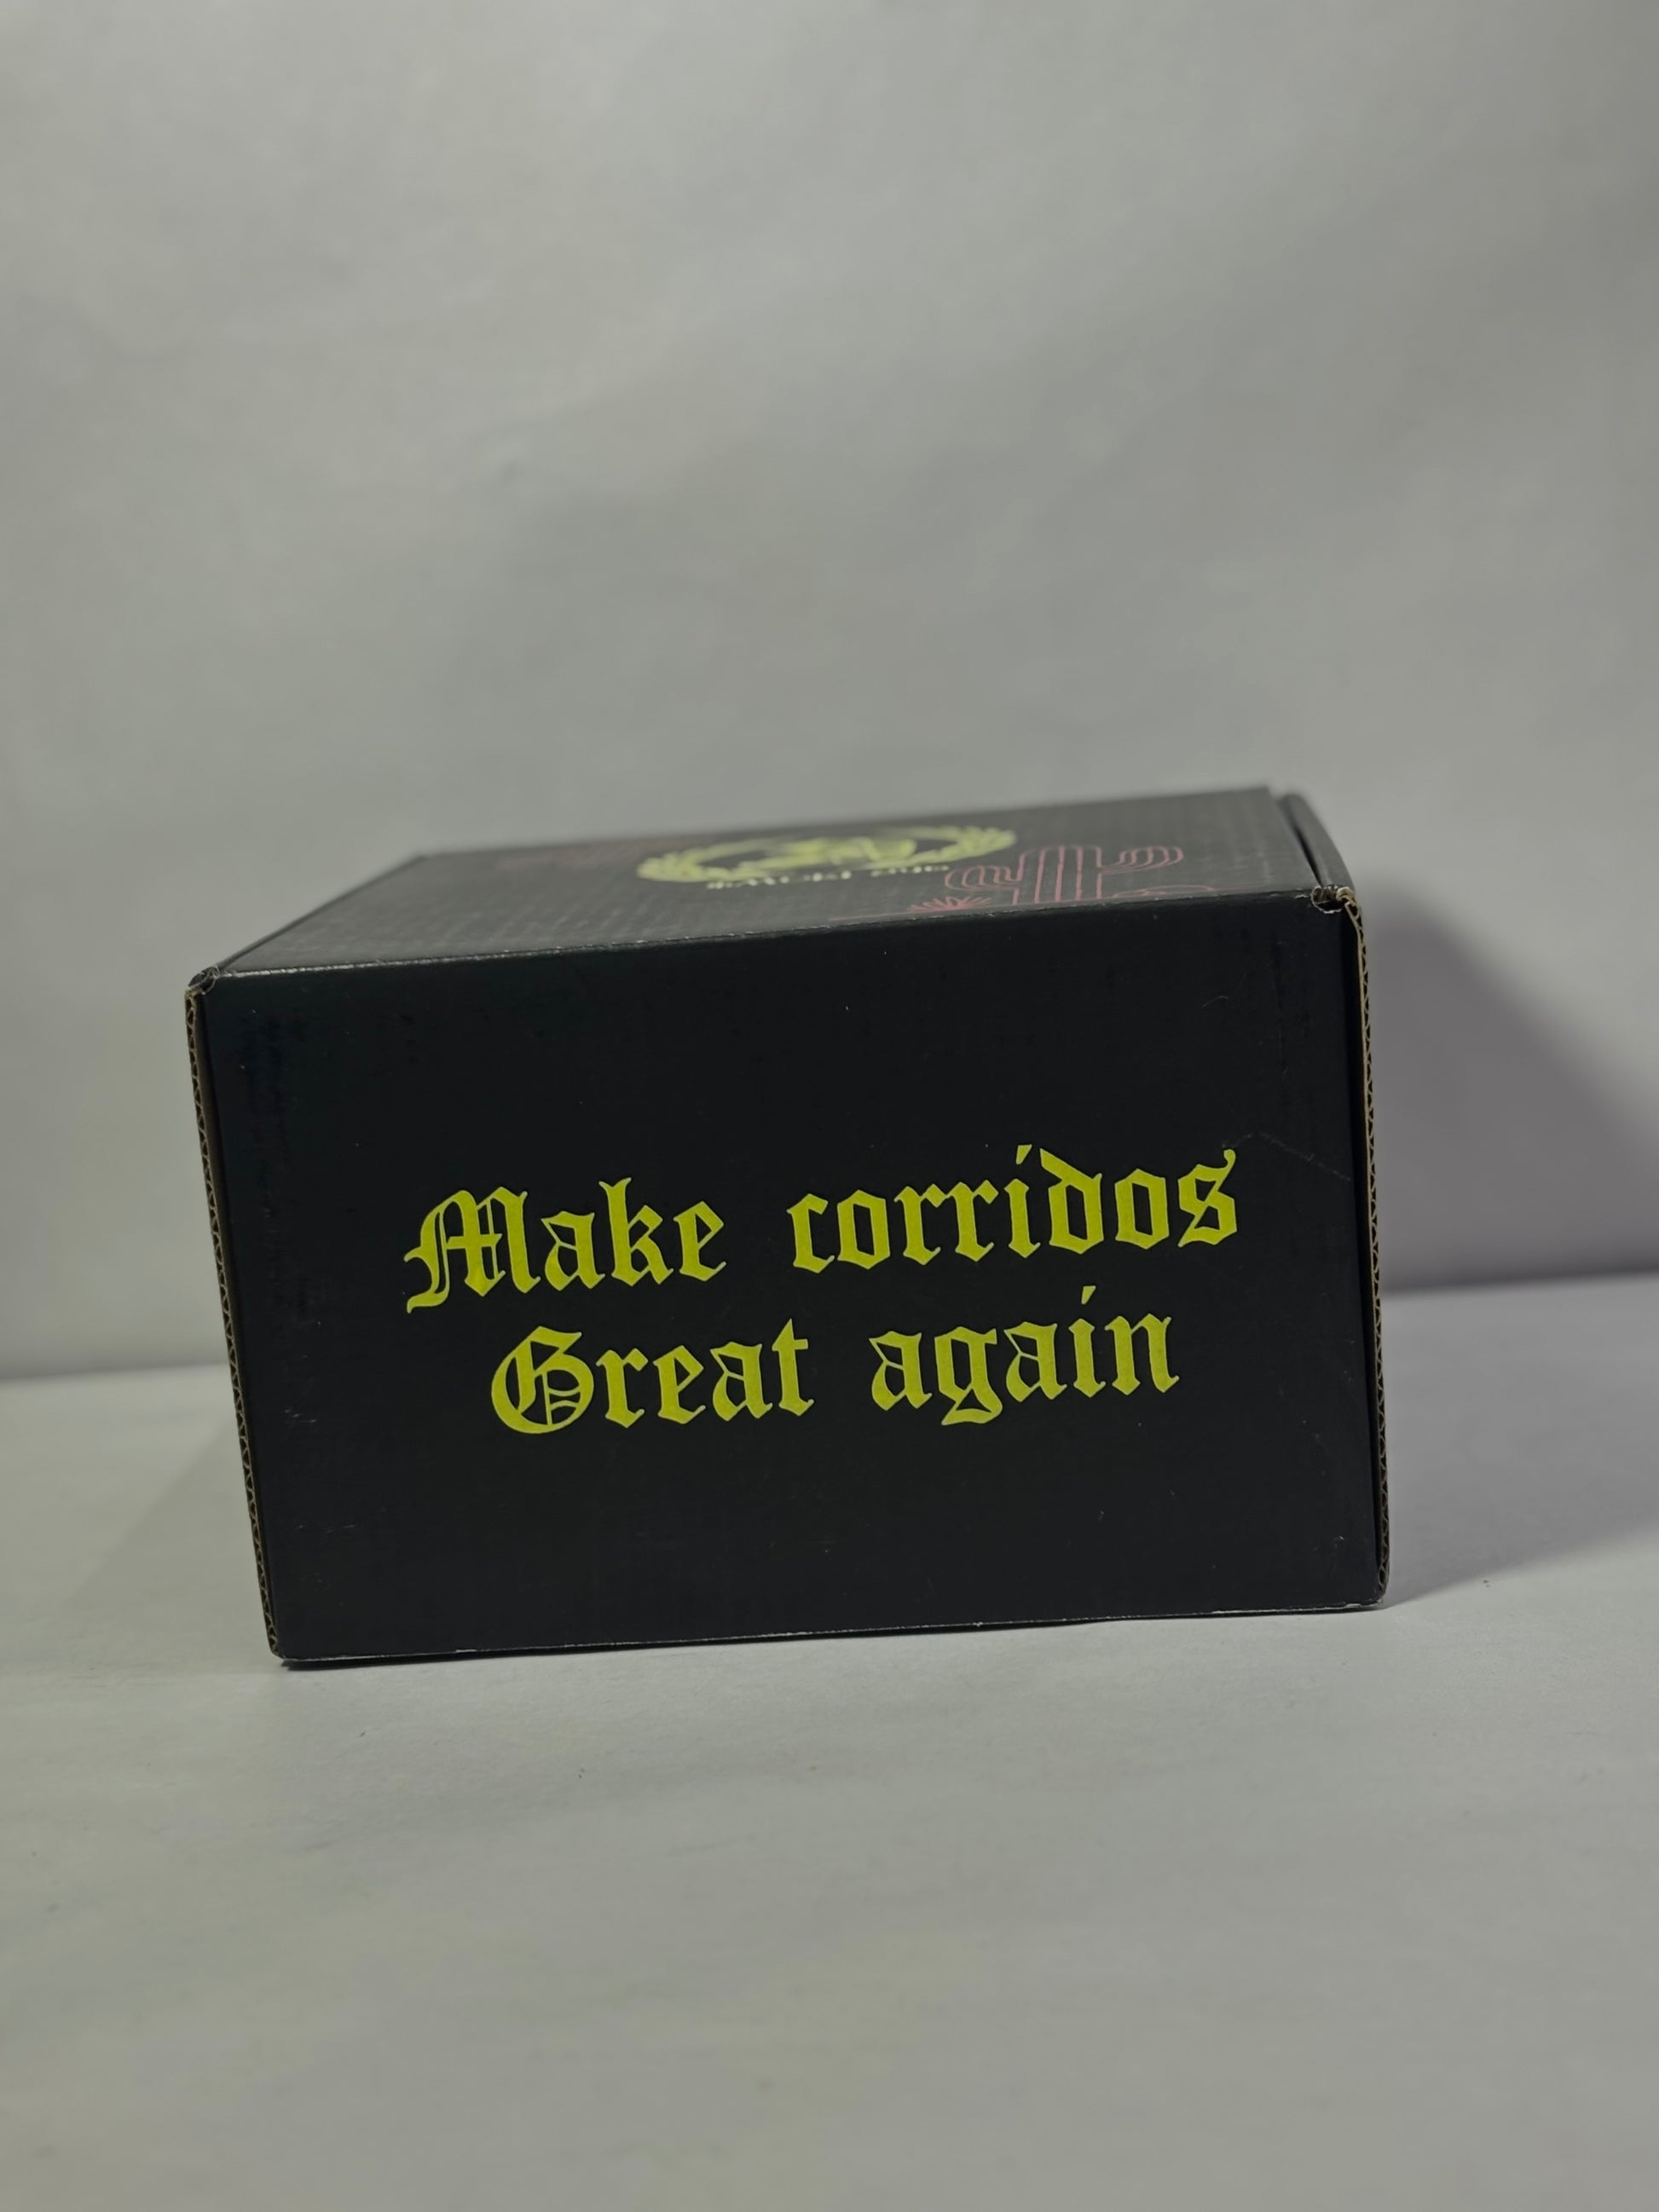 Make corridos
Great again